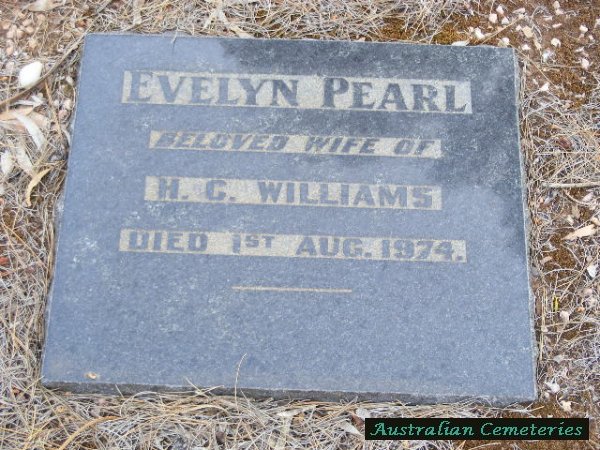 EVELYN PEARL
BELOVED WIFE OF
H. C. WILLIAMS
DIED 1ST AUG. 1974.
Australian Cemeteries